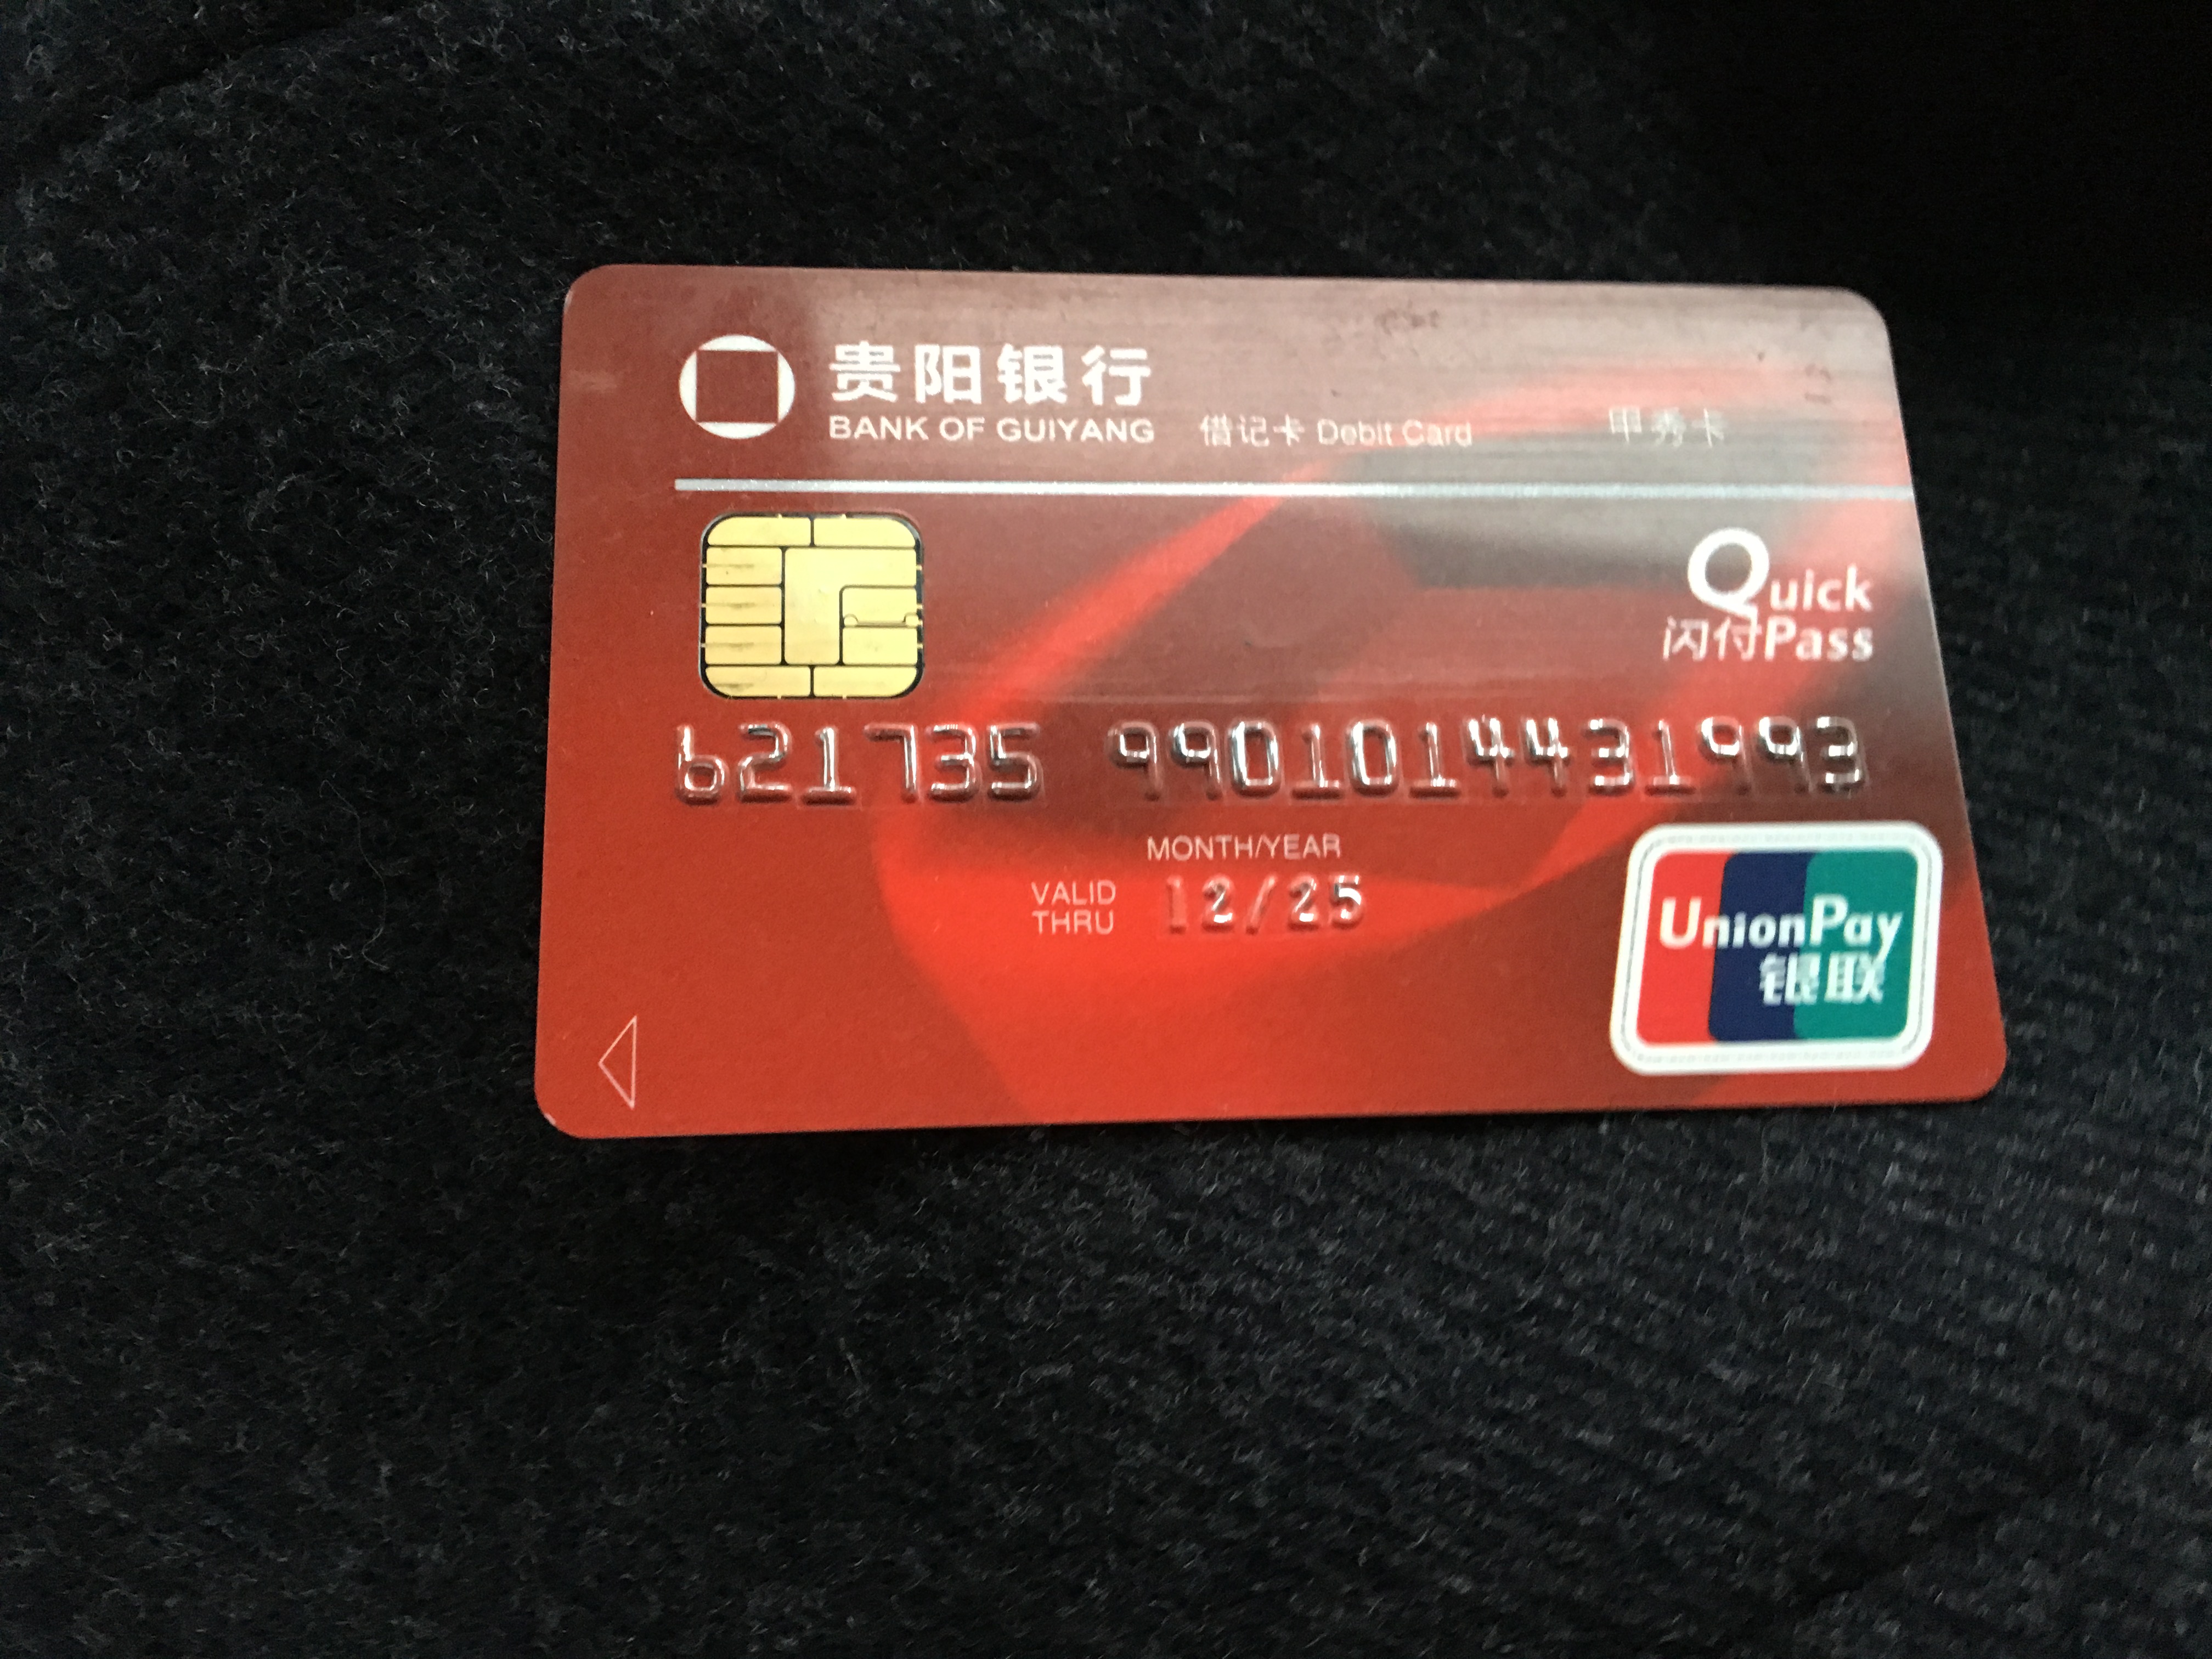 贵阳银行
BANK OF GUIYANG 借记卡 Debit Card 甲秀卡
Quick
闪付Pass
621735 9901014431993
MONTH/YEAR
VALID THRU 12/25
UnionPay
银联